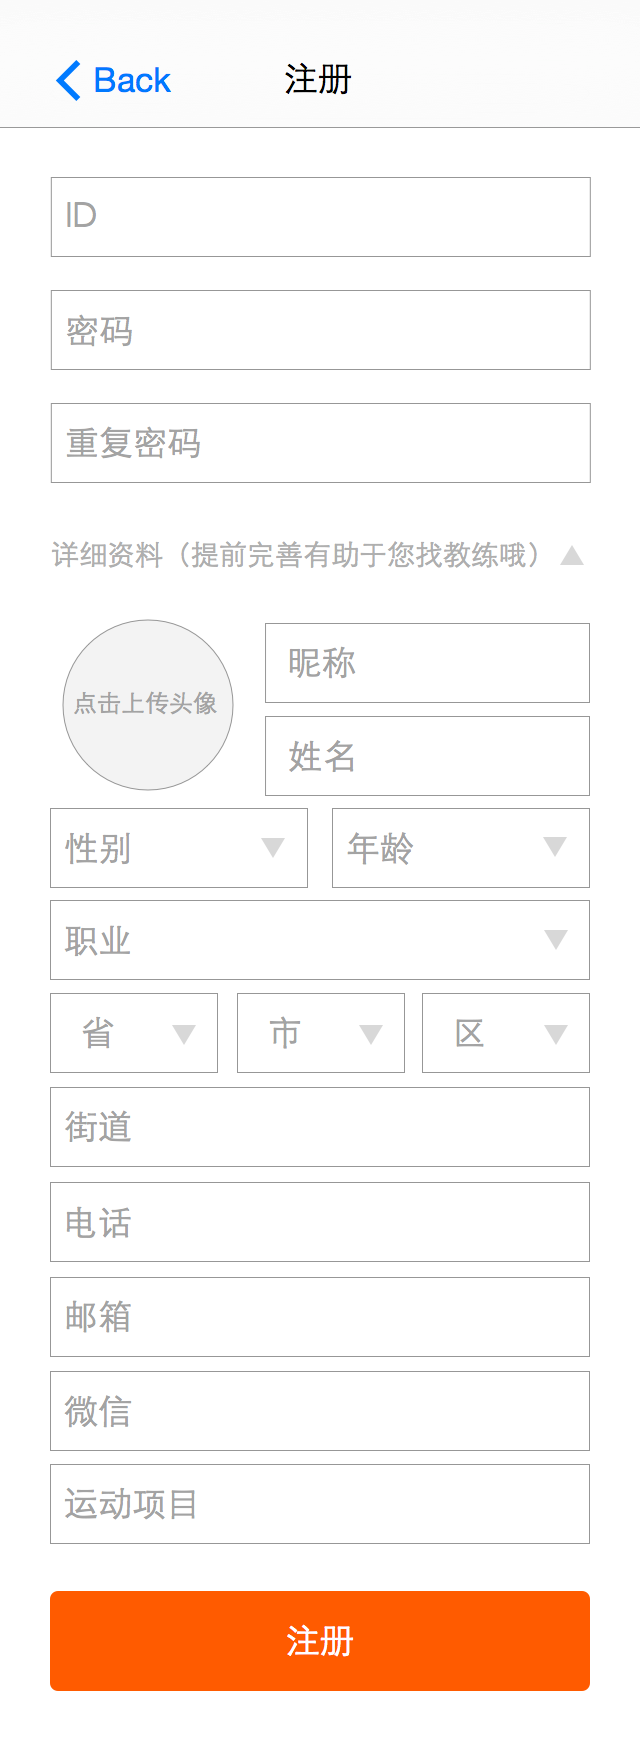 Back
注册
ID
密码
重复密码
详细资料（提前完善有助于您找教练哦）
点击上传头像
昵称
姓名
性别
年龄
职业
省
市
区
街道
电话
邮箱
微信
运动项目
注册